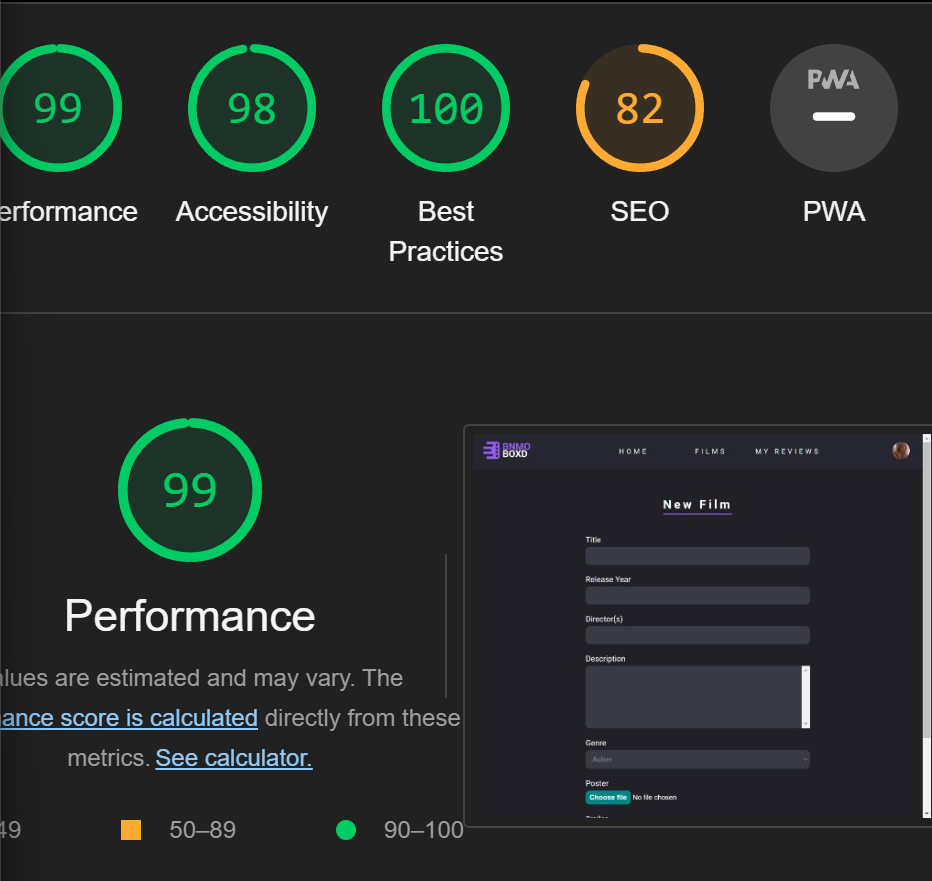 99
98
100
82
PWA
erformance
Accessibility
Best
Practices
SEO
PWA
99
Performance
alues are estimated and may vary. The
ance score is calculated directly from these
metrics. See calculator.
49
50–89
90–100
BNMO
BOXD
HOME
FILMS
MY REVIEWS
New Film
Title
Release Year
Director(s)
Description
Genre
Action
Poster
Choose file No file chosen
Trailer